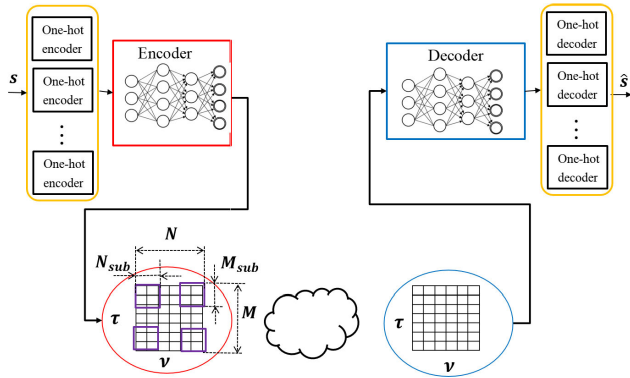 One-hot
encoder
s
One-hot
encoder
⋮
One-hot
encoder
Encoder
Decoder
One-hot
decoder
One-hot
decoder
⋮
One-hot
decoder
ŝ
N
N_sub
M_sub
M
τ
ν
τ
ν